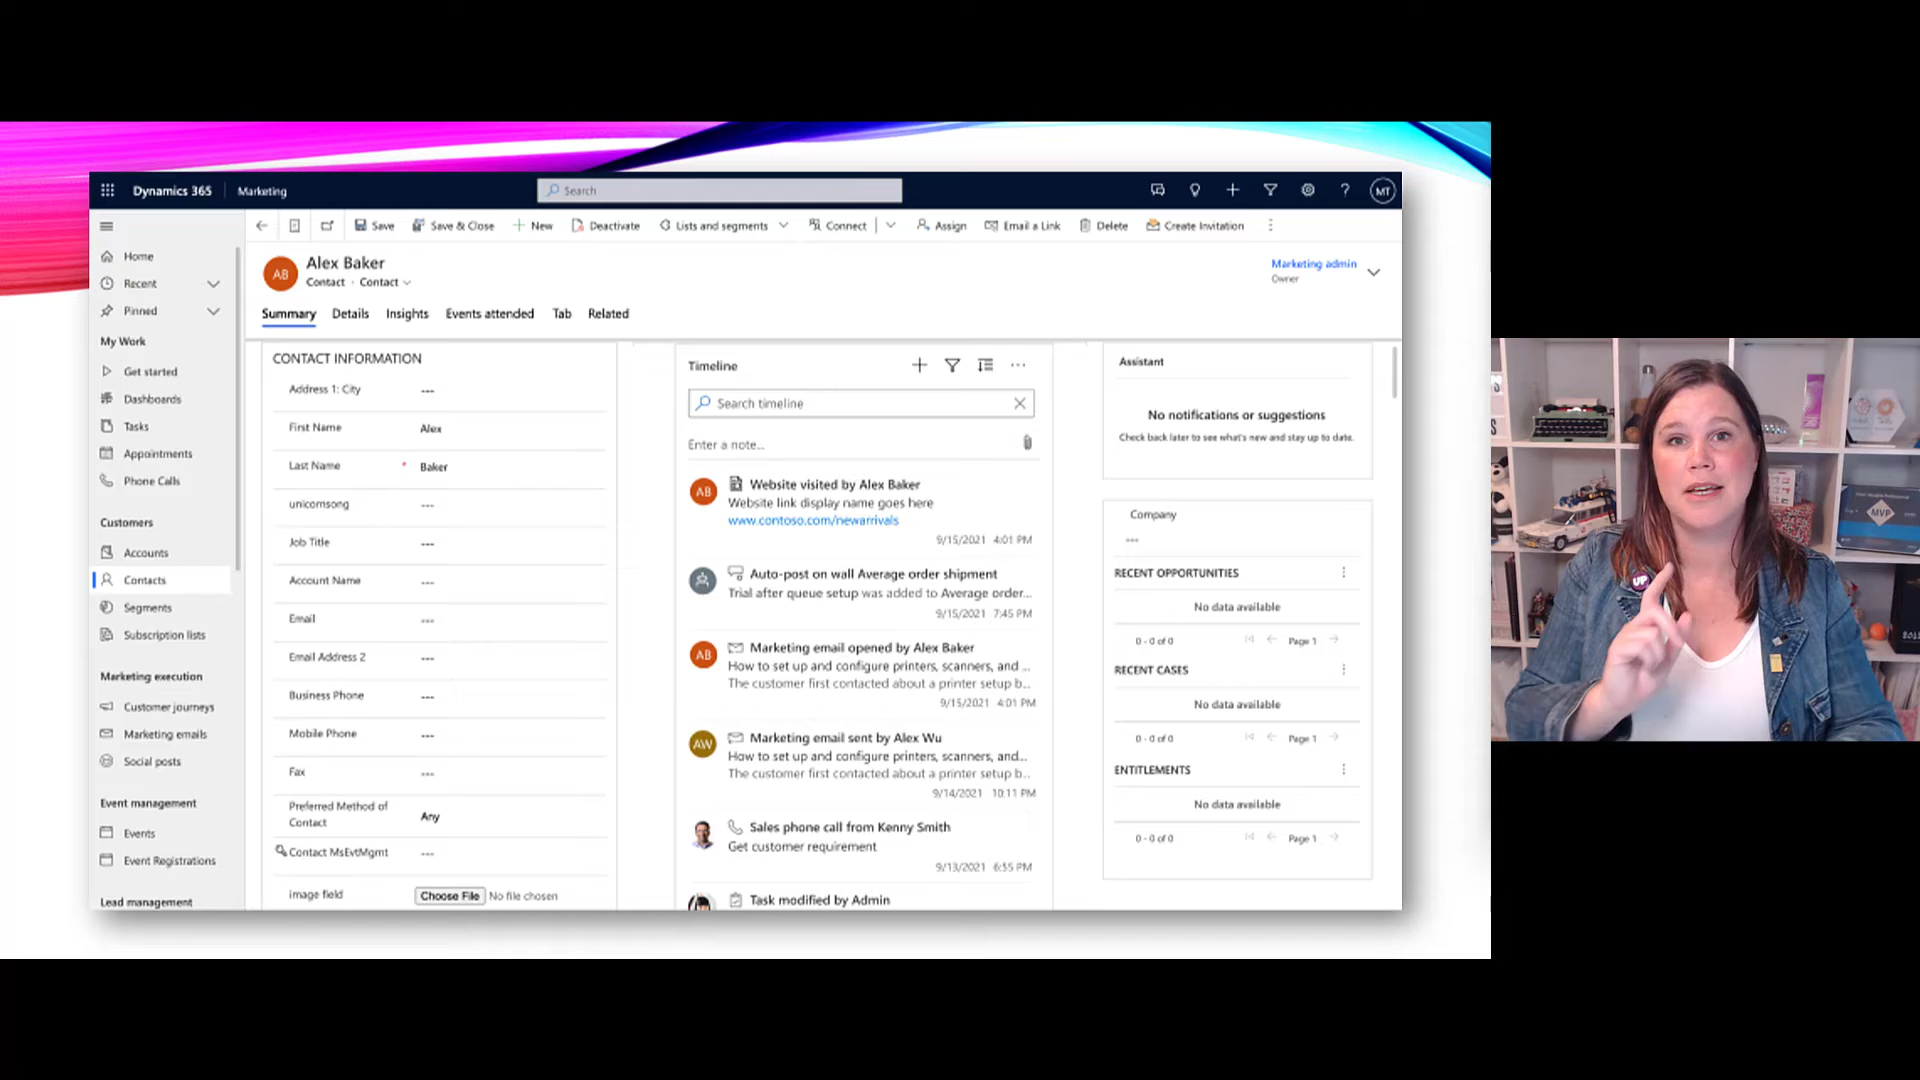 Dynamics 365
Marketing
Search
MT
Save
Save & Close
New
Deactivate
Lists and segments
Connect
Assign
Email a Link
Delete
Create Invitation
Home
Recent
Pinned
My Work
Get started
Dashboards
Tasks
Appointments
Phone Calls
Customers
Accounts
Contacts
Segments
Subscription lists
Marketing execution
Customer journeys
Marketing emails
Social posts
Event management
Events
Event Registrations
Lead management
AB
Alex Baker
Contact · Contact
Marketing admin
Owner
Summary
Details
Insights
Events attended
Tab
Related
CONTACT INFORMATION
Address 1: City ---
First Name Alex
Last Name * Baker
unicornsong ---
Job Title ---
Account Name ---
Email ---
Email Address 2 ---
Business Phone ---
Mobile Phone ---
Fax ---
Preferred Method of
Contact
Any
Contact MsEvtMgmt ---
image field Choose File No file chosen
Timeline
Search timeline
Enter a note...
AB
Website visited by Alex Baker
Website link display name goes here
www.contoso.com/newarrivals
9/15/2021 4:01 PM
Auto-post on wall Average order shipment
Trial after queue setup was added to Average order...
9/15/2021 7:45 PM
AB
Marketing email opened by Alex Baker
How to set up and configure printers, scanners, and ...
The customer first contacted about a printer setup b...
9/15/2021 4:01 PM
AW
Marketing email sent by Alex Wu
How to set up and configure printers, scanners, and...
The customer first contacted about a printer setup b...
9/14/2021 10:11 PM
Sales phone call from Kenny Smith
Get customer requirement
9/13/2021 6:55 PM
Task modified by Admin
Assistant
No notifications or suggestions
Check back later to see what's new and stay up to date.
Company
---
RECENT OPPORTUNITIES
No data available
0 - 0 of 0
Page 1
RECENT CASES
No data available
0 - 0 of 0
Page 1
ENTITLEMENTS
No data available
0 - 0 of 0
Page 1
MVP
UP